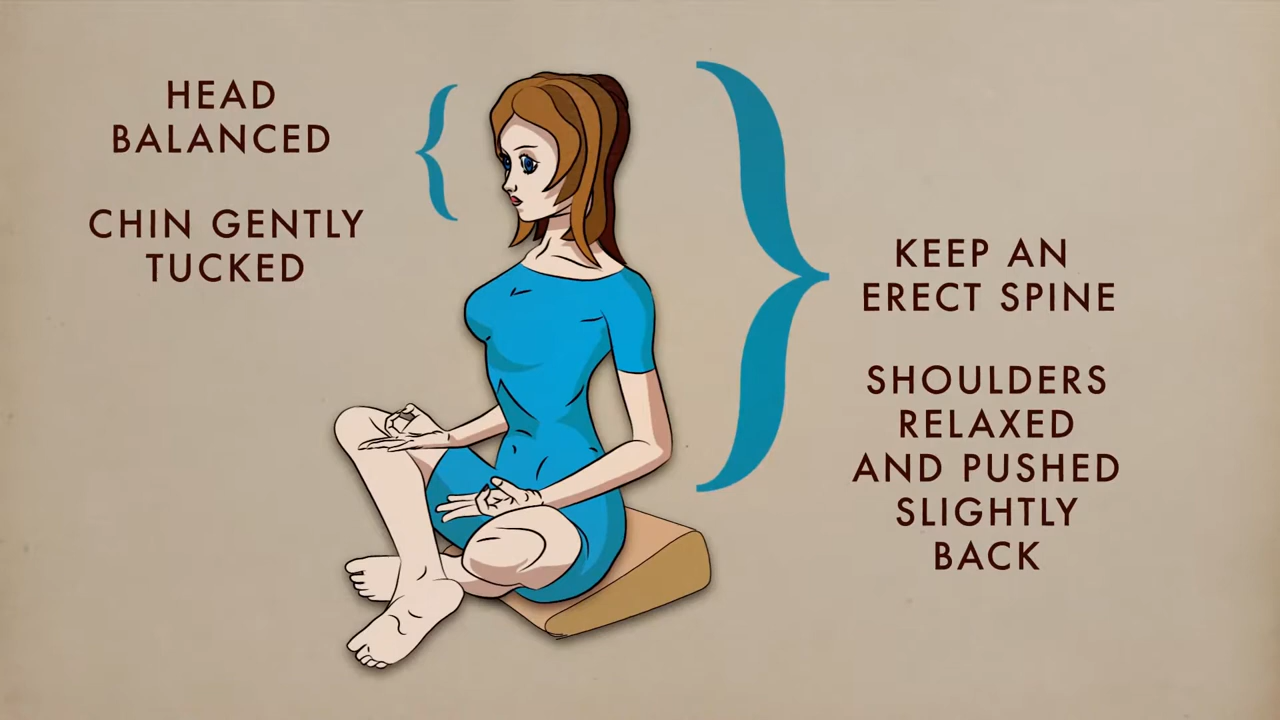 HEAD
BALANCED
CHIN GENTLY
TUCKED
KEEP AN
ERECT SPINE
SHOULDERS
RELAXED
AND PUSHED
SLIGHTLY
BACK